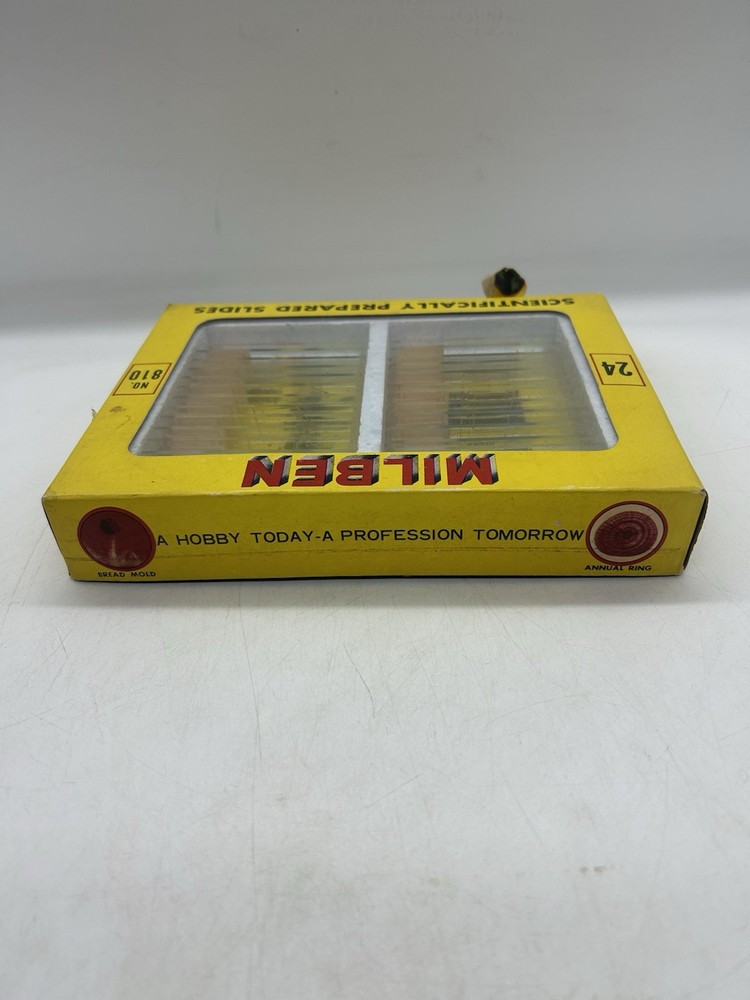 SCIENTIFICALLY PREPARED SLIDES
24
NO.
810
MILBEN
A HOBBY TODAY-A PROFESSION TOMORROW
BREAD MOLD
ANNUAL RING